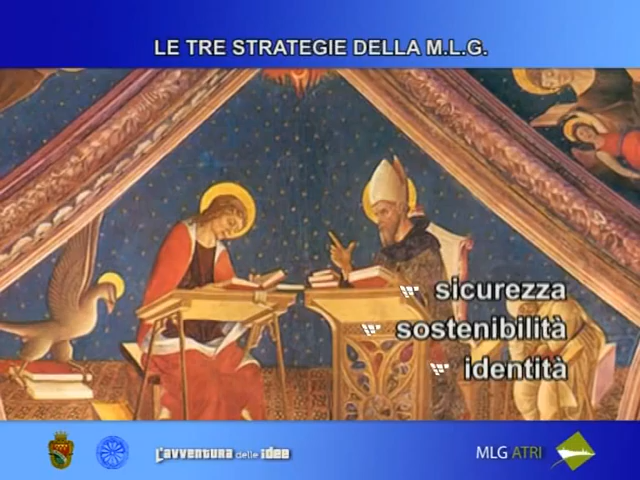 LE TRE STRATEGIE DELLA M.L.G.
sicurezza
sostenibilità
identità
L'avventura delle idee
MLG ATRI